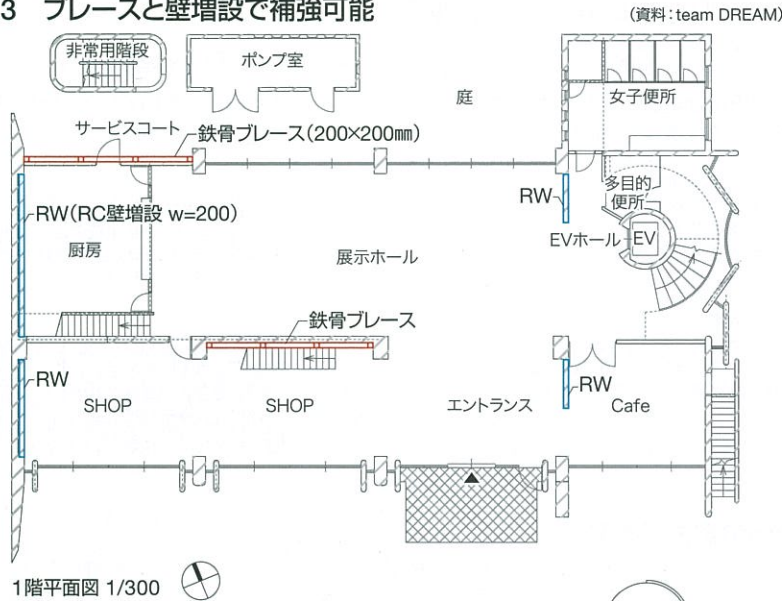 3 ブレースと壁増設で補強可能
(資料：team DREAM)
非常用階段
ポンプ室
庭
女子便所
サービスコート
鉄骨ブレース(200×200㎜)
多目的
便所
RW
RW(RC壁増設 w=200)
EVホール
EV
厨房
展示ホール
鉄骨ブレース
RW
RW
SHOP
SHOP
エントランス
Cafe
1階平面図 1/300